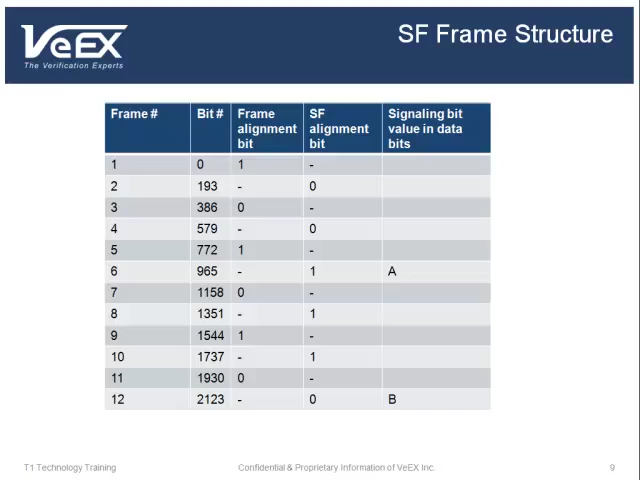 VeEX
The Verification Experts
SF Frame Structure
Frame # Bit # Frame alignment bit SF alignment bit Signaling bit value in data bits
1 0 1 -
2 193 - 0
3 386 0 -
4 579 - 0
5 772 1 -
6 965 - 1 A
7 1158 0 -
8 1351 - 1
9 1544 1 -
10 1737 - 1
11 1930 0 -
12 2123 - 0 B
T1 Technology Training Confidential & Proprietary Information of VeEX Inc. 9